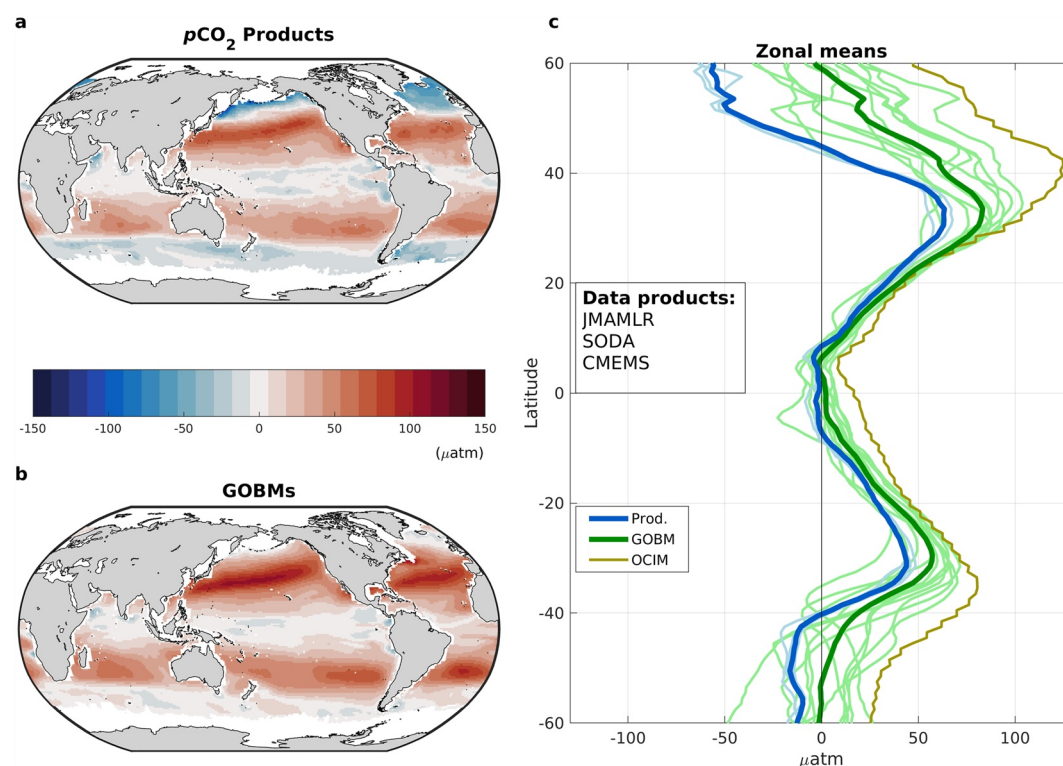 a
pCO2 Products
-150 -100 -50 0 50 100 150
(μatm)
b
GOBMs
c
Zonal means
60
40
20
0
-20
-40
-60
Latitude
Data products:
JMAMLR
SODA
CMEMS
Prod.
GOBM
OCIM
-100 -50 0 50 100
μatm